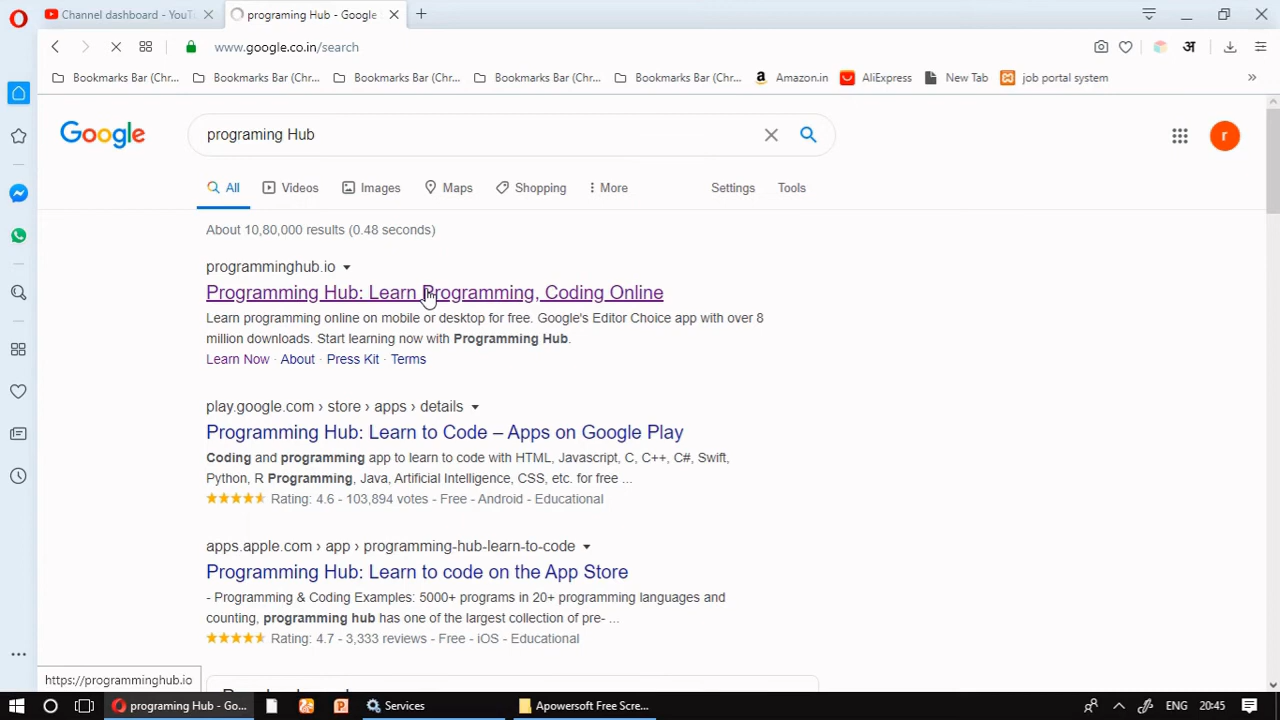 Channel dashboard - YouT
programing Hub - Google
www.google.co.in/search
अ
Bookmarks Bar (Chr... Bookmarks Bar (Chr... Bookmarks Bar (Chr... Bookmarks Bar (Chr... Bookmarks Bar (Chr... Amazon.in AliExpress New Tab job portal system »
Google programing Hub r
All Videos Images Maps Shopping More Settings Tools
About 10,80,000 results (0.48 seconds)
programminghub.io
Programming Hub: Learn Programming, Coding Online
Learn programming online on mobile or desktop for free. Google's Editor Choice app with over 8
million downloads. Start learning now with Programming Hub.
Learn Now · About · Press Kit · Terms
play.google.com › store › apps › details
Programming Hub: Learn to Code – Apps on Google Play
Coding and programming app to learn to code with HTML, Javascript, C, C++, C#, Swift,
Python, R Programming, Java, Artificial Intelligence, CSS, etc. for free ...
Rating: 4.6 - 103,894 votes - Free - Android - Educational
apps.apple.com › app › programming-hub-learn-to-code
Programming Hub: Learn to code on the App Store
- Programming & Coding Examples: 5000+ programs in 20+ programming languages and
counting, programming hub has one of the largest collection of pre- ...
Rating: 4.7 - 3,333 reviews - Free - iOS - Educational
https://programminghub.io
programing Hub - Go... Services Apowersoft Free Scre... ENG 20:45